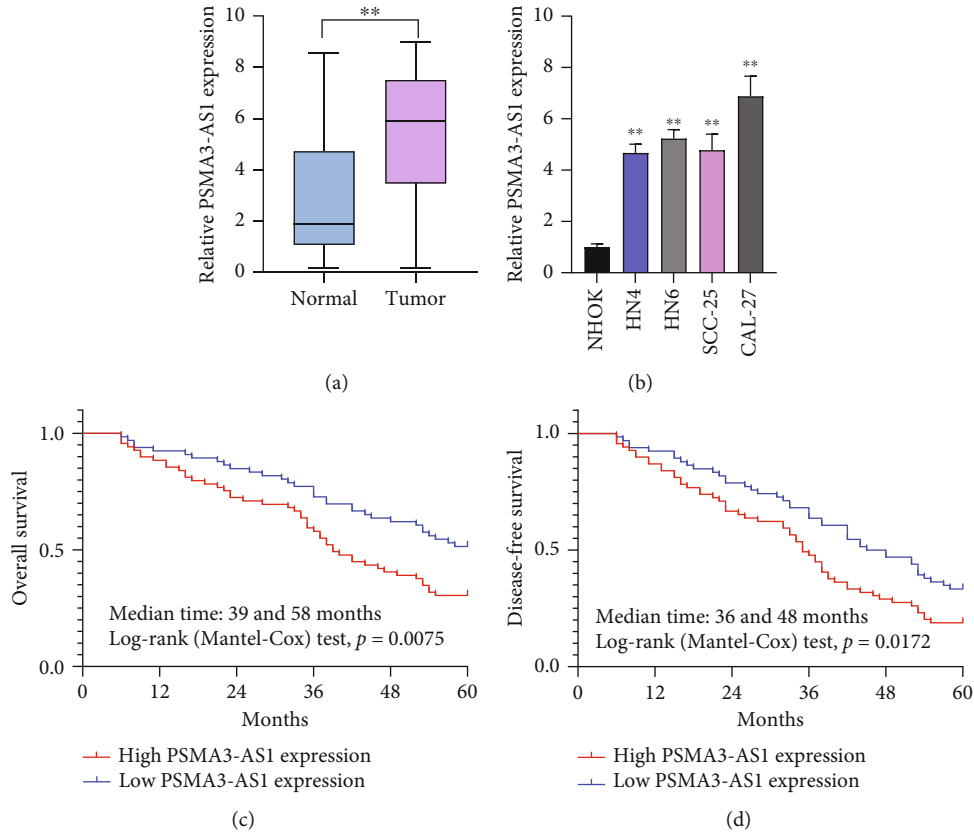 Relative PSMA3-AS1 expression
10
8
6
4
2
0
**
Normal
Tumor
(a)
Relative PSMA3-AS1 expression
10
8
6
4
2
0
**
**
**
**
NHOK
HN4
HN6
SCC-25
CAL-27
(b)
Overall survival
1.0
0.5
0.0
Median time: 39 and 58 months
Log-rank (Mantel-Cox) test, p = 0.0075
0
12
24
36
48
60
Months
High PSMA3-AS1 expression
Low PSMA3-AS1 expression
(c)
Disease-free survival
1.0
0.5
0.0
Median time: 36 and 48 months
Log-rank (Mantel-Cox) test, p = 0.0172
0
12
24
36
48
60
Months
High PSMA3-AS1 expression
Low PSMA3-AS1 expression
(d)